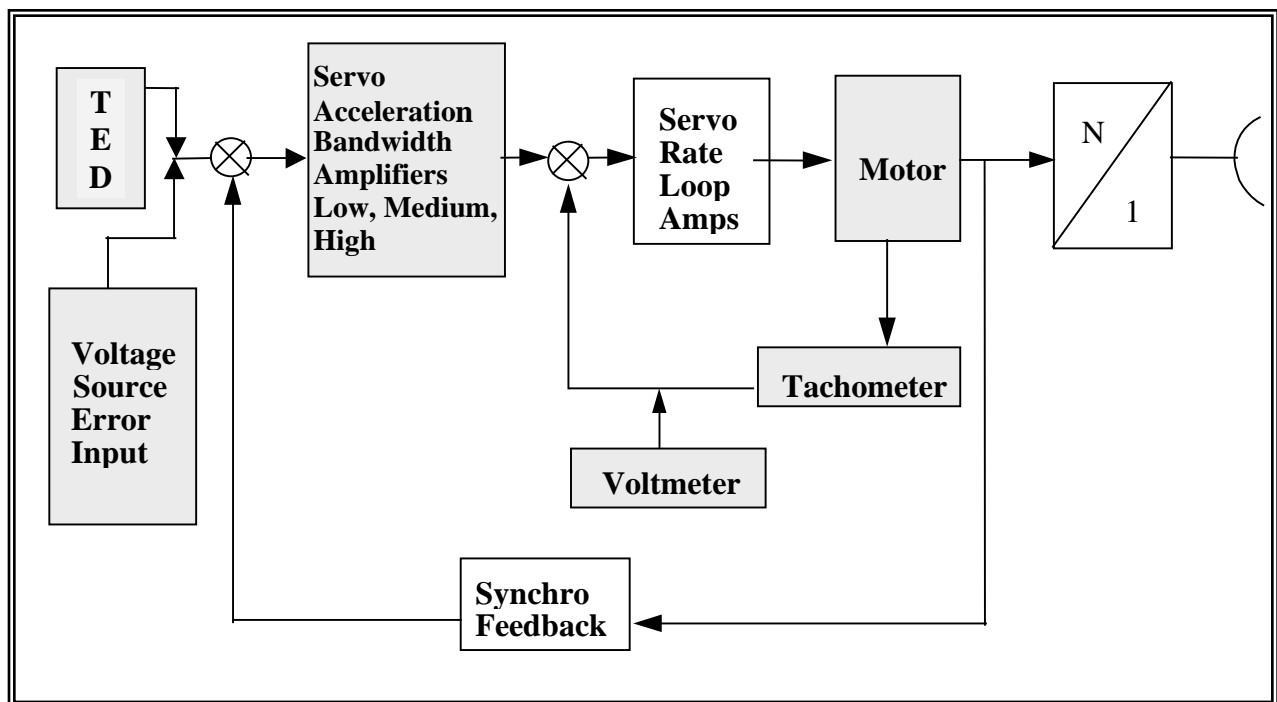 T
E
D
Servo
Acceleration
Bandwidth
Amplifiers
Low, Medium,
High
Servo
Rate
Loop
Amps
Motor
N
1
Voltage
Source
Error
Input
Tachometer
Voltmeter
Synchro
Feedback